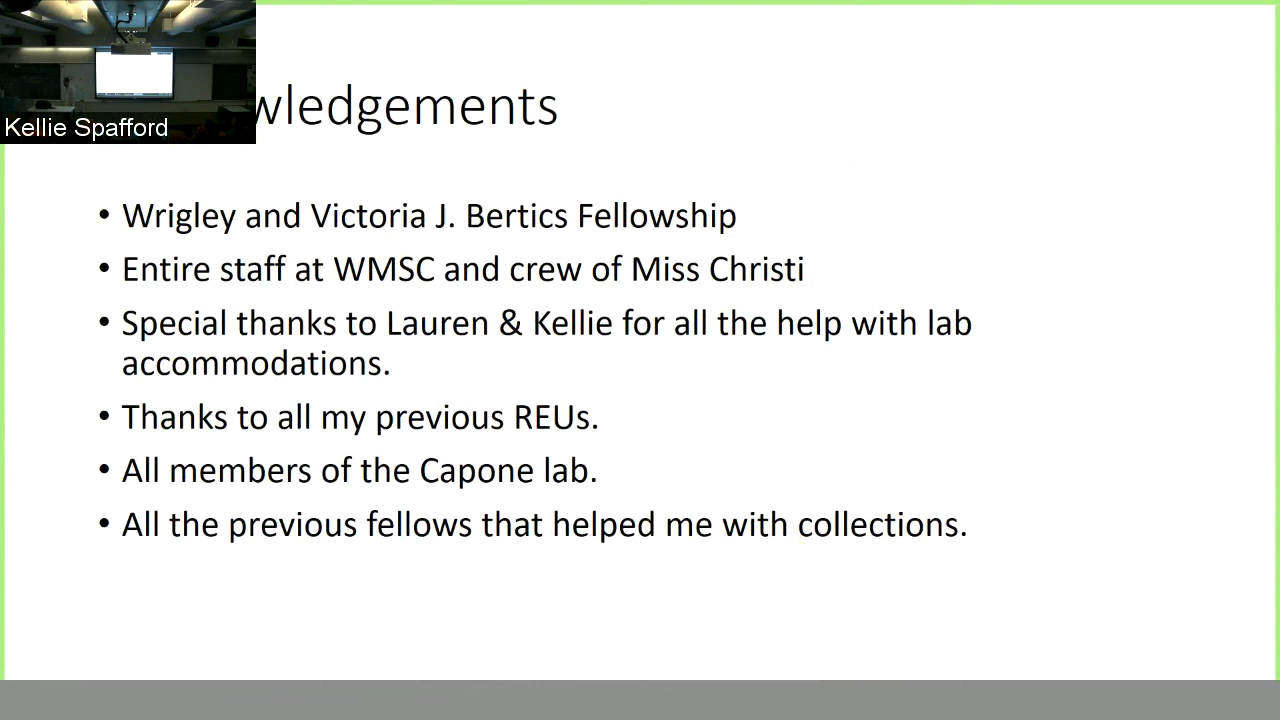 Kellie Spafford
wledgements
• Wrigley and Victoria J. Bertics Fellowship
• Entire staff at WMSC and crew of Miss Christi
• Special thanks to Lauren & Kellie for all the help with lab
accommodations.
• Thanks to all my previous REUs.
• All members of the Capone lab.
• All the previous fellows that helped me with collections.